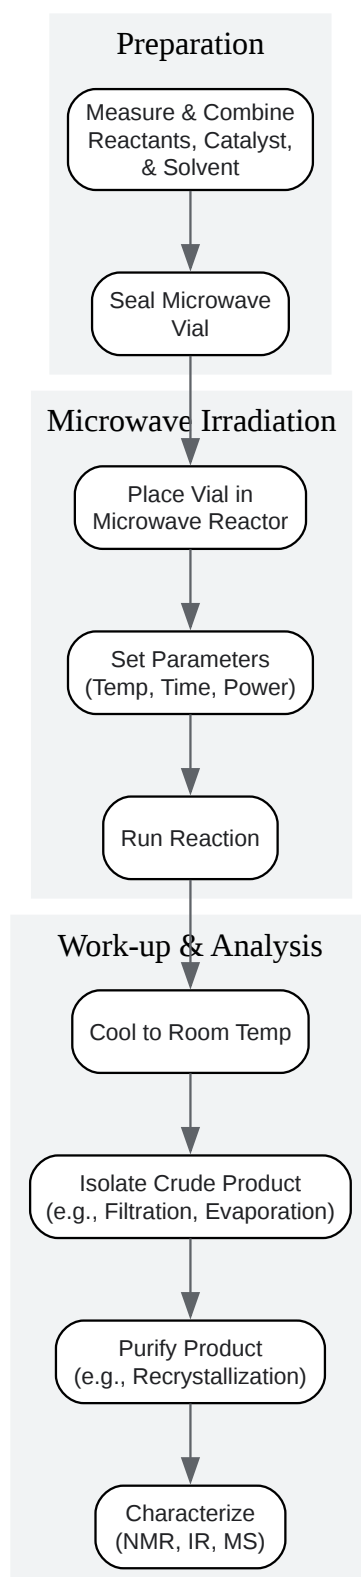 Preparation
Measure & Combine
Reactants, Catalyst,
& Solvent
Seal Microwave
Vial
Microwave Irradiation
Place Vial in
Microwave Reactor
Set Parameters
(Temp, Time, Power)
Run Reaction
Work-up & Analysis
Cool to Room Temp
Isolate Crude Product
(e.g., Filtration, Evaporation)
Purify Product
(e.g., Recrystallization)
Characterize
(NMR, IR, MS)